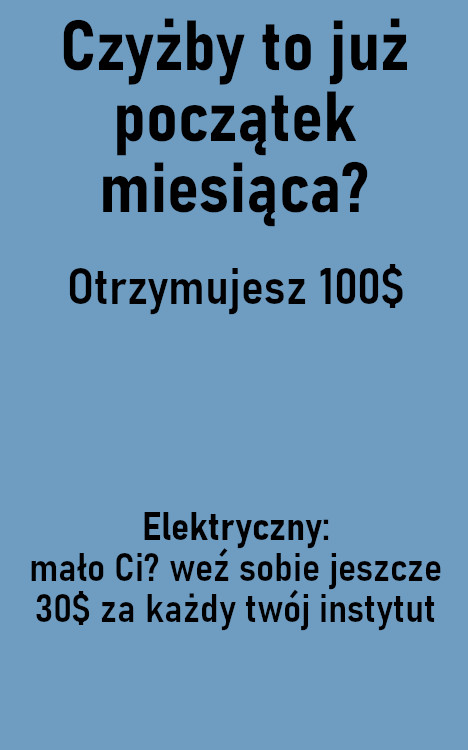 Czyżby to już
początek
miesiąca?
Otrzymujesz 100$
Elektryczny:
mało Ci? weź sobie jeszcze
30$ za każdy twój instytut